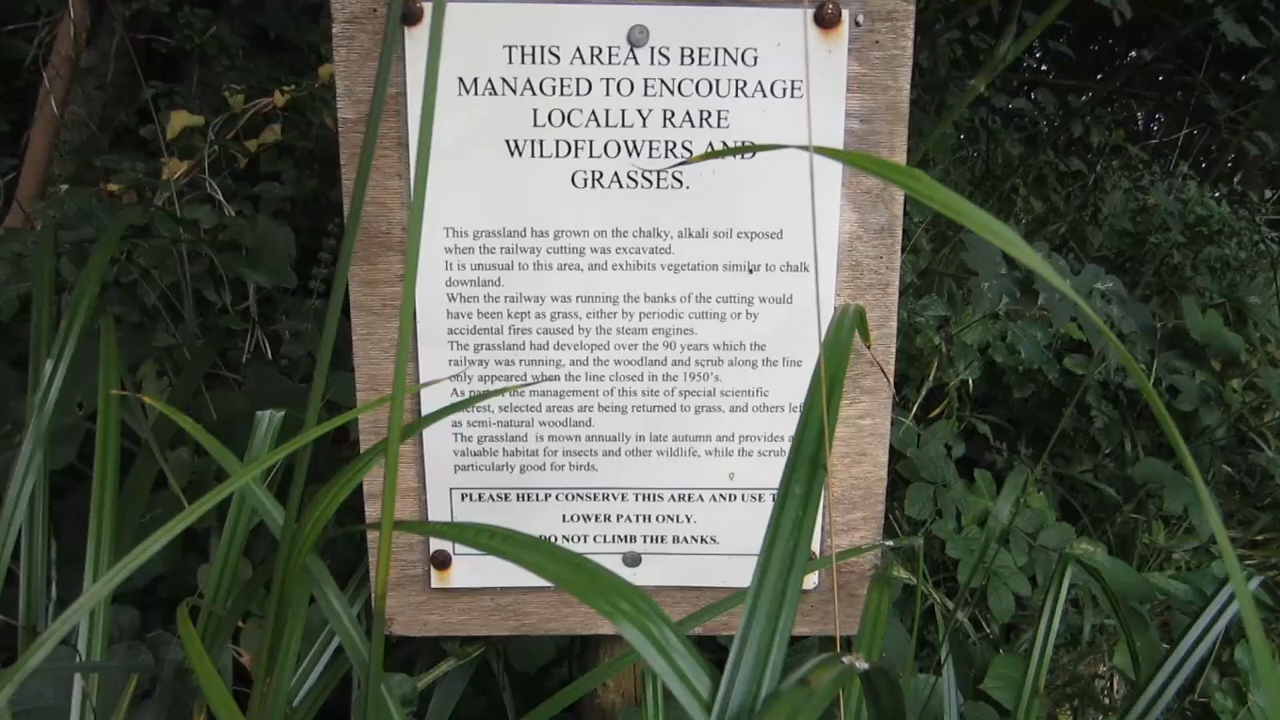 THIS AREA IS BEING
MANAGED TO ENCOURAGE
LOCALLY RARE
WILDFLOWERS AND
GRASSES.
This grassland has grown on the chalky, alkali soil exposed
when the railway cutting was excavated.
It is unusual to this area, and exhibits vegetation similar to chalk
downland.
When the railway was running the banks of the cutting would
have been kept as grass, either by periodic cutting or by
accidental fires caused by the steam engines.
The grassland had developed over the 90 years which the
railway was running, and the woodland and scrub along the line
only appeared when the line closed in the 1950's.
As part of the management of this site of special scientific
interest, selected areas are being returned to grass, and others left
as semi-natural woodland.
The grassland is mown annually in late autumn and provides a
valuable habitat for insects and other wildlife, while the scrub
particularly good for birds.
PLEASE HELP CONSERVE THIS AREA AND USE
LOWER PATH ONLY.
DO NOT CLIMB THE BANKS.